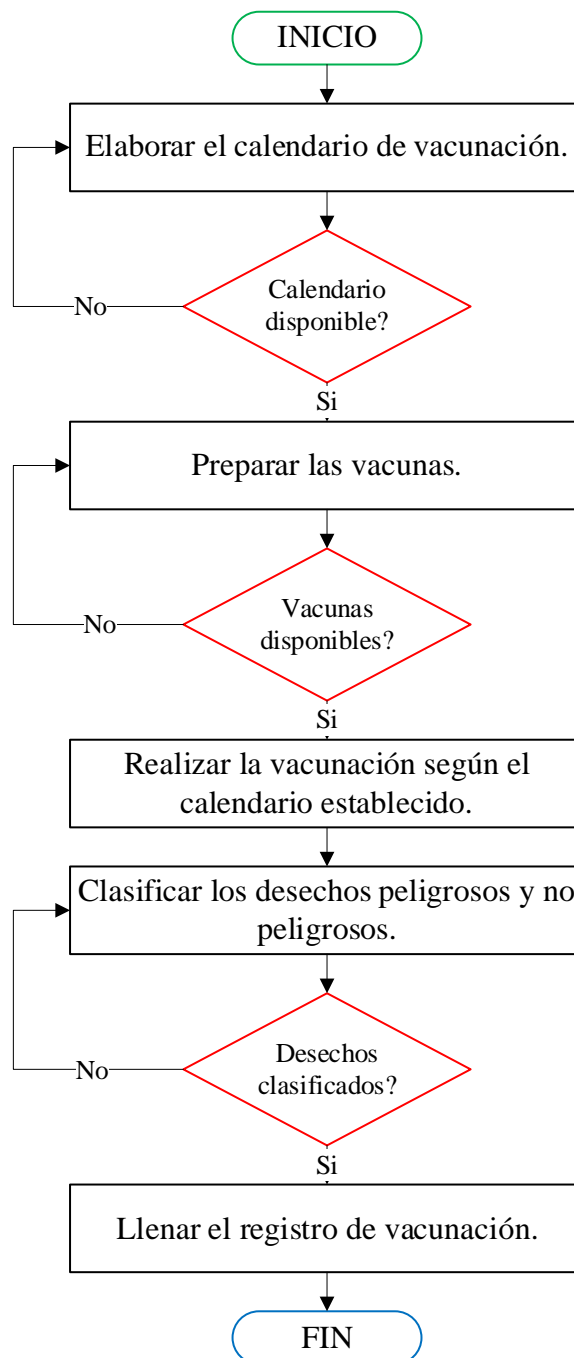 INICIO
Elaborar el calendario de vacunación.
Calendario
disponible?
No
Si
Preparar las vacunas.
Vacunas
disponibles?
No
Si
Realizar la vacunación según el
calendario establecido.
Clasificar los desechos peligrosos y no
peligrosos.
Desechos
clasificados?
No
Si
Llenar el registro de vacunación.
FIN